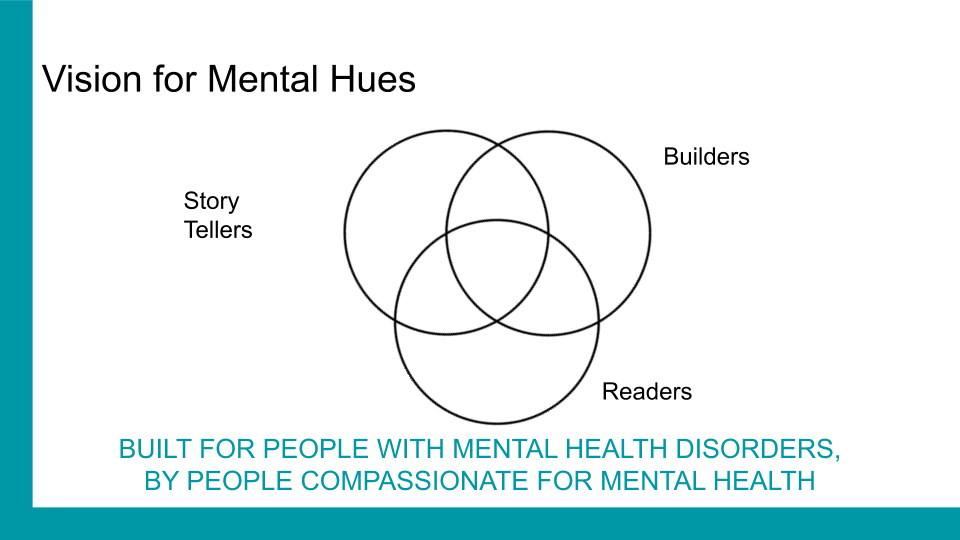 Vision for Mental Hues
Builders
Story
Tellers
Readers
BUILT FOR PEOPLE WITH MENTAL HEALTH DISORDERS,
BY PEOPLE COMPASSIONATE FOR MENTAL HEALTH